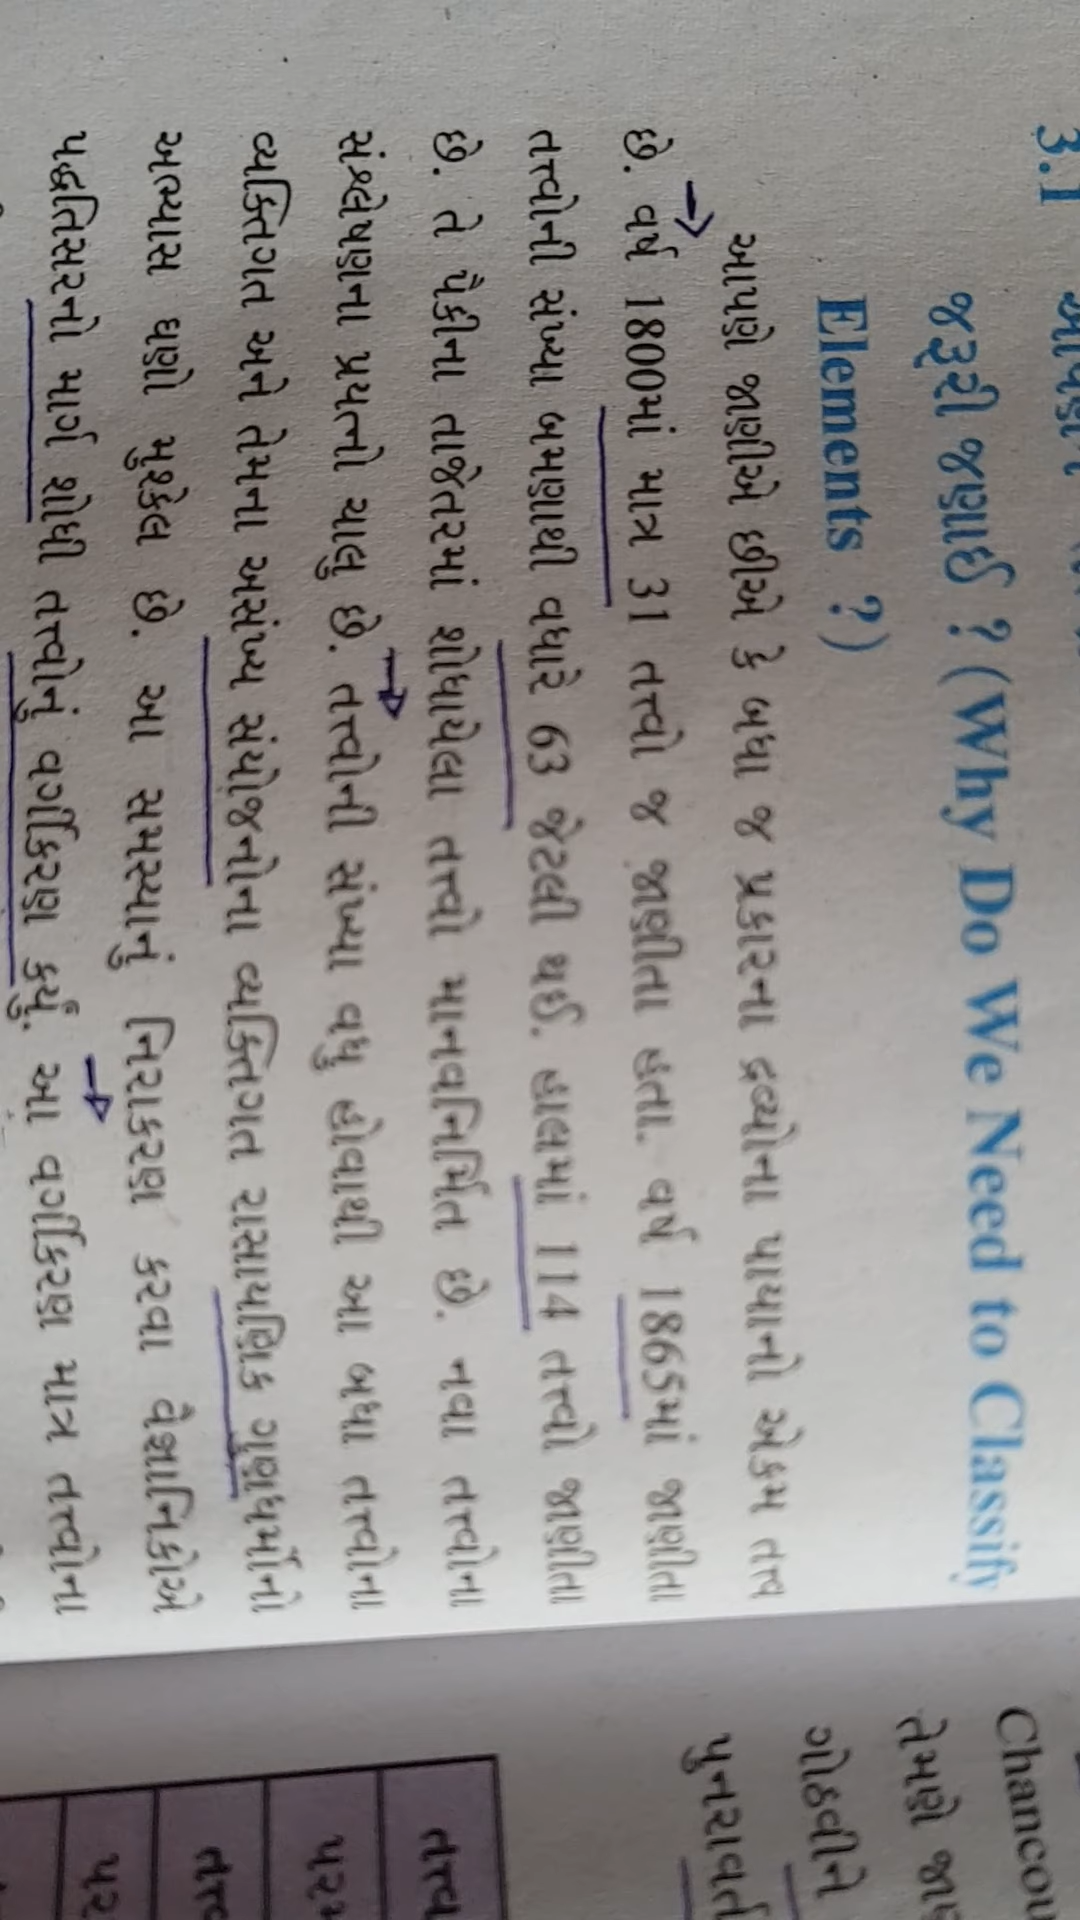 3.1
જરૂરી જણાઈ ? (Why Do We Need to Classify
Elements ?)
આપણે જાણીએ છીએ કે બધા જ પ્રકારના દ્રવ્યોના પાયાનો એકમ તત્ત્વ
છે. વર્ષ 1800માં માત્ર 31 તત્ત્વો જ જાણીતા હતા. વર્ષ 1865માં જાણીતા
તત્ત્વોની સંખ્યા બમણાથી વધારે 63 જેટલી થઈ. હાલમાં 114 તત્ત્વો જાણીતા
છે. તે પૈકીના તાજેતરમાં શોધાયેલા તત્ત્વો માનવનિર્મિત છે. નવા તત્ત્વોના
સંશ્લેષણના પ્રયત્નો ચાલુ છે. તત્ત્વોની સંખ્યા વધુ હોવાથી આ બધા તત્ત્વોના
વ્યક્તિગત અને તેમના અસંખ્ય સંયોજનોના વ્યક્તિગત રાસાયણિક ગુણધર્મોનો
અભ્યાસ ઘણો મુશ્કેલ છે. આ સમસ્યાનું નિરાકરણ કરવા વૈજ્ઞાનિકોએ
પદ્ધતિસરનો માર્ગ શોધી તત્ત્વોનું વર્ગીકરણ કર્યું. આ વર્ગીકરણ માત્ર તત્ત્વોના
તેમણે
ગોઠવીને
તત્ત્વ